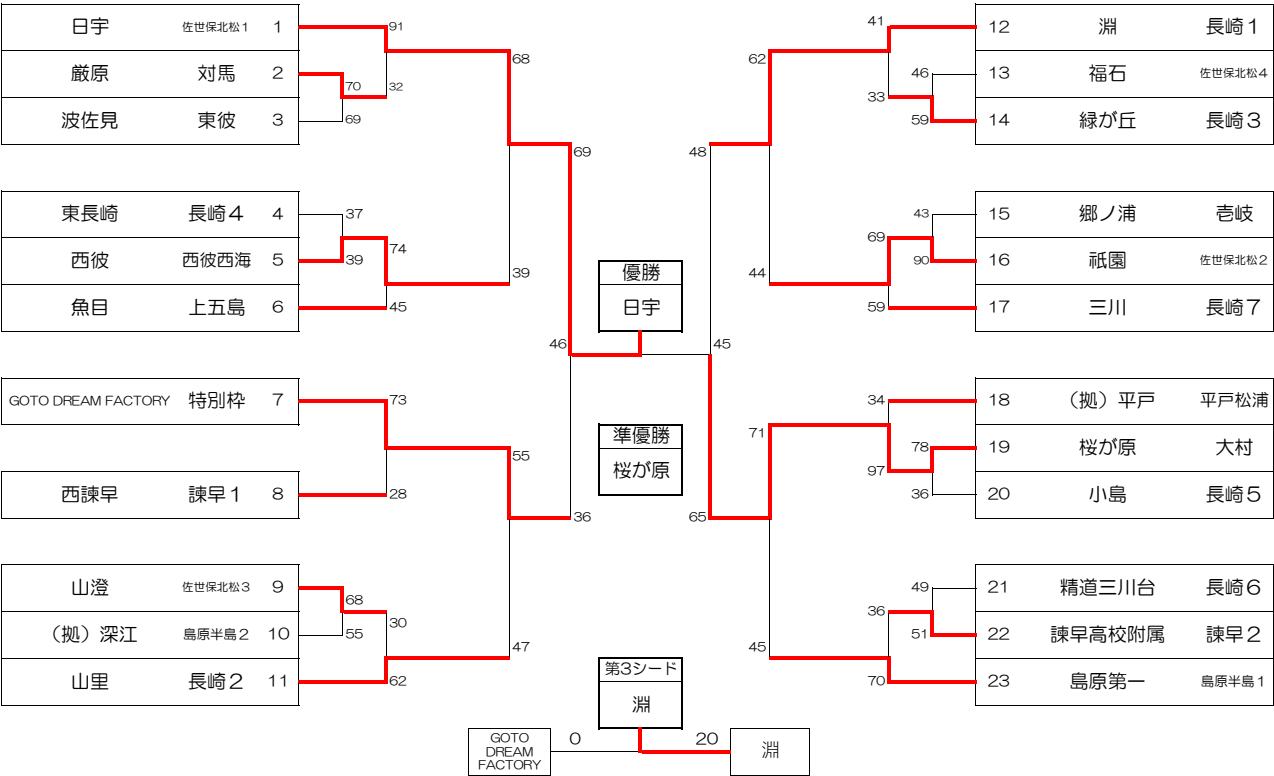 日宇 佐世保北松1 1
厳原 対馬 2
波佐見 東彼 3
91
70
69
32
68
東長崎 長崎4 4
西彼 西彼西海 5
魚目 上五島 6
37
39
74
45
39
69
GOTO DREAM FACTORY 特別枠 7
西諫早 諫早1 8
73
28
55
山澄 佐世保北松3 9
(拠)深江 島原半島2 10
山里 長崎2 11
68
55
30
62
47
36
46
優勝
日宇
準優勝
桜が原
45
12 淵 長崎1
13 福石 佐世保北松4
14 緑が丘 長崎3
41
46
59
33
62
15 郷ノ浦 壱岐
16 祇園 佐世保北松2
17 三川 長崎7
43
90
69
59
44
48
18 (拠)平戸 平戸松浦
19 桜が原 大村
20 小島 長崎5
34
78
36
97
71
21 精道三川台 長崎6
22 諫早高校附属 諫早2
23 島原第一 島原半島1
49
51
36
70
45
65
第3シード
淵
GOTO
DREAM
FACTORY
0
20
淵